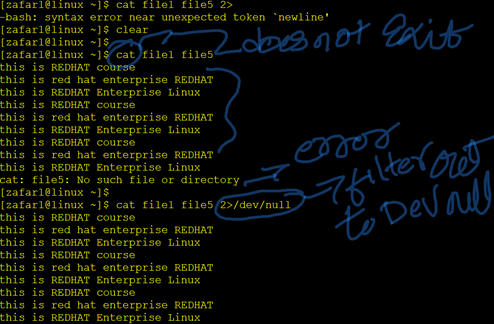 [zafar1@linux ~]$ cat file1 file5 2>
-bash: syntax error near unexpected token `newline'
[zafar1@linux ~]$ clear
[zafar1@linux ~]$
[zafar1@linux ~]$ cat file1 file5
does not Exit
this is REDHAT course
this is red hat enterprise REDHAT
this is REDHAT Enterprise Linux
this is REDHAT course
this is red hat enterprise REDHAT
this is REDHAT Enterprise Linux
this is REDHAT course
this is red hat enterprise REDHAT
this is REDHAT Enterprise Linux
cat: file5: No such file or directory
error
[zafar1@linux ~]$
[zafar1@linux ~]$ cat file1 file5 2>/dev/null
filter out
to Dev null
this is REDHAT course
this is red hat enterprise REDHAT
this is REDHAT Enterprise Linux
this is REDHAT course
this is red hat enterprise REDHAT
this is REDHAT Enterprise Linux
this is REDHAT course
this is red hat enterprise REDHAT
this is REDHAT Enterprise Linux